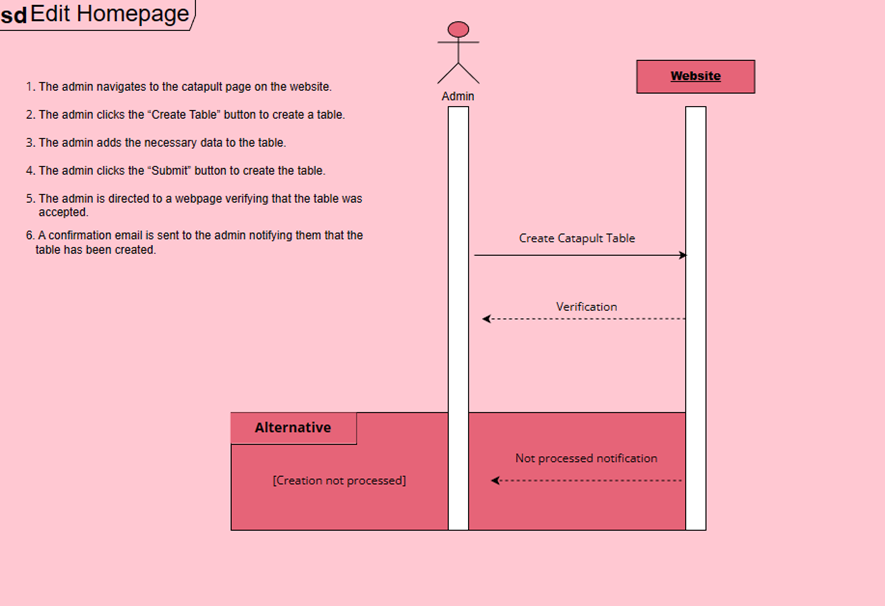 sd Edit Homepage
1. The admin navigates to the catapult page on the website.
2. The admin clicks the “Create Table” button to create a table.
3. The admin adds the necessary data to the table.
4. The admin clicks the “Submit” button to create the table.
5. The admin is directed to a webpage verifying that the table was
accepted.
6. A confirmation email is sent to the admin notifying them that the
table has been created.
Admin
Website
Create Catapult Table
Verification
Alternative
[Creation not processed]
Not processed notification